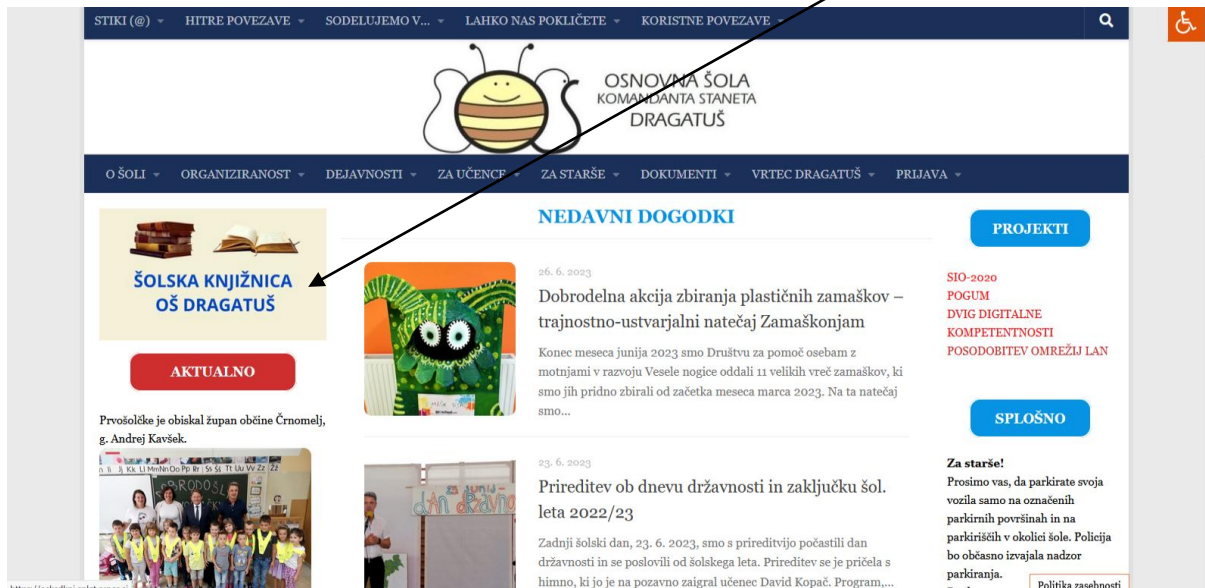 STIKI (@)
HITRE POVEZAVE
SODELUJEMO V...
LAHKO NAS POKLIČETE
KORISTNE POVEZAVE
OSNOVNA ŠOLA
KOMANDANTA STANETA
DRAGATUŠ
O ŠOLI
ORGANIZIRANOST
DEJAVNOSTI
ZA UČENCE
ZA STARŠE
DOKUMENTI
VRTEC DRAGATUŠ
PRIJAVA
ŠOLSKA KNJIŽNICA
OŠ DRAGATUŠ
AKTUALNO
Prvošolčke je obiskal župan občine Črnomelj,
g. Andrej Kavšek.
NEDAVNI DOGODKI
26. 6. 2023
Dobrodelna akcija zbiranja plastičnih zamaškov –
trajnostno-ustvarjalni natečaj Zamaškonjam
Konec meseca junija 2023 smo Društvu za pomoč osebam z
motnjami v razvoju Vesele nogice oddali 11 velikih vreč zamaškov, ki
smo jih pridno zbirali od začetka meseca marca 2023. Na ta natečaj
smo...
23. 6. 2023
Prireditev ob dnevu državnosti in zaključku šol.
leta 2022/23
Zadnji šolski dan, 23. 6. 2023, smo s prireditvijo počastili dan
državnosti in se poslovili od šolskega leta. Prireditev se je pričela s
himno, ki jo je na pozavno zaigral učenec David Kopač. Program,...
PROJEKTI
SIO-2020
POGUM
DVIG DIGITALNE
KOMPETENTNOSTI
POSODOBITEV OMREŽIJ LAN
SPLOŠNO
Za starše!
Prosimo vas, da parkirate svoja
vozila samo na označenih
parkirnih površinah in na
parkiriščih v okolici šole. Policija
bo občasno izvajala nadzor
parkiranja.
Politika zasebnosti